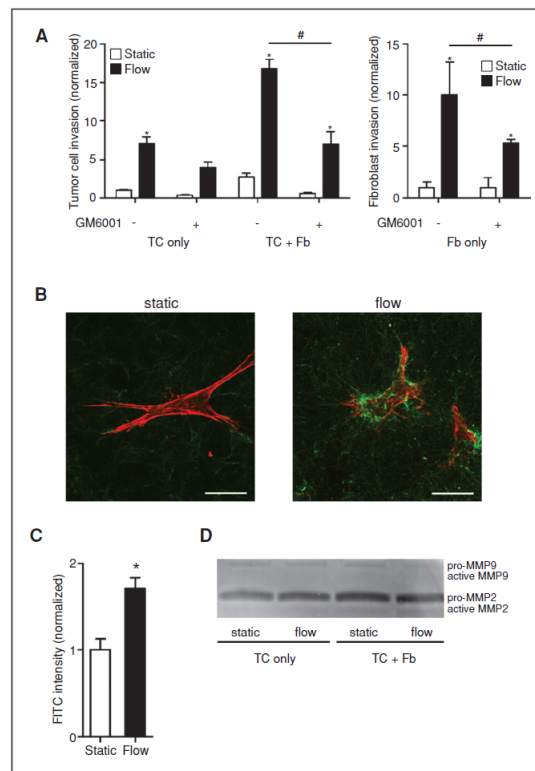 A
#
Tumor cell invasion (normalized)
20
15
10
5
0
Static
Flow
*
*
*
GM6001
-
+
-
+
TC only
TC + Fb
#
Fibroblast invasion (normalized)
15
10
5
0
Static
Flow
*
*
-
+
Fb only
B
static
flow
C
FITC intensity (normalized)
2
1
0
*
Static Flow
D
pro-MMP9
active MMP9
pro-MMP2
active MMP2
static flow static flow
TC only TC + Fb